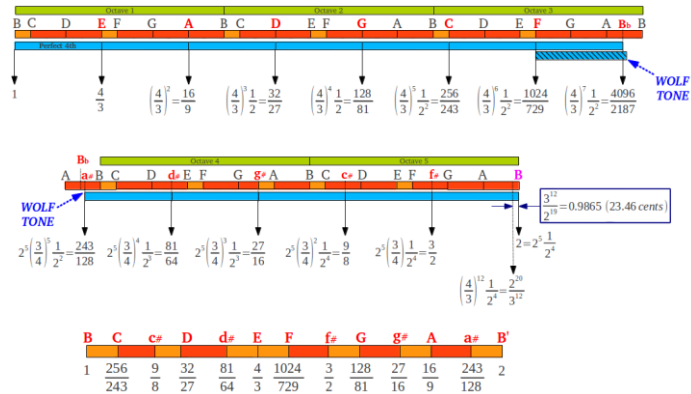 Octave 1 Octave 2 Octave 3
B C D E F G A B C D E F G A B C D E F G A Bb B
Perfect 4th
WOLF TONE
1 4/3 (4/3)^2=16/9 (4/3)^3 1/2=32/27 (4/3)^4 1/2=128/81 (4/3)^5 1/2^2=256/243 (4/3)^6 1/2^2=1024/729 (4/3)^7 1/2^2=4096/2187
Bb Octave 4 Octave 5
A a# B C D d# E F G g# A B C c# D E F f# G A B
WOLF TONE
3^12/2^19=0.9865 (23.46 cents)
2^5(3/4)^5 1/2^2=243/128 2^5(3/4)^4 1/2^3=81/64 2^5(3/4)^3 1/2^3=27/16 2^5(3/4)^2 1/2^4=9/8 2^5(3/4) 1/2^4=3/2 2=2^5 1/2^4
(4/3)^12 1/2^4=2^20/3^12
B C c# D d# E F f# G g# A a# B'
1 256/243 9/8 32/27 81/64 4/3 1024/729 3/2 128/81 27/16 16/9 243/128 2